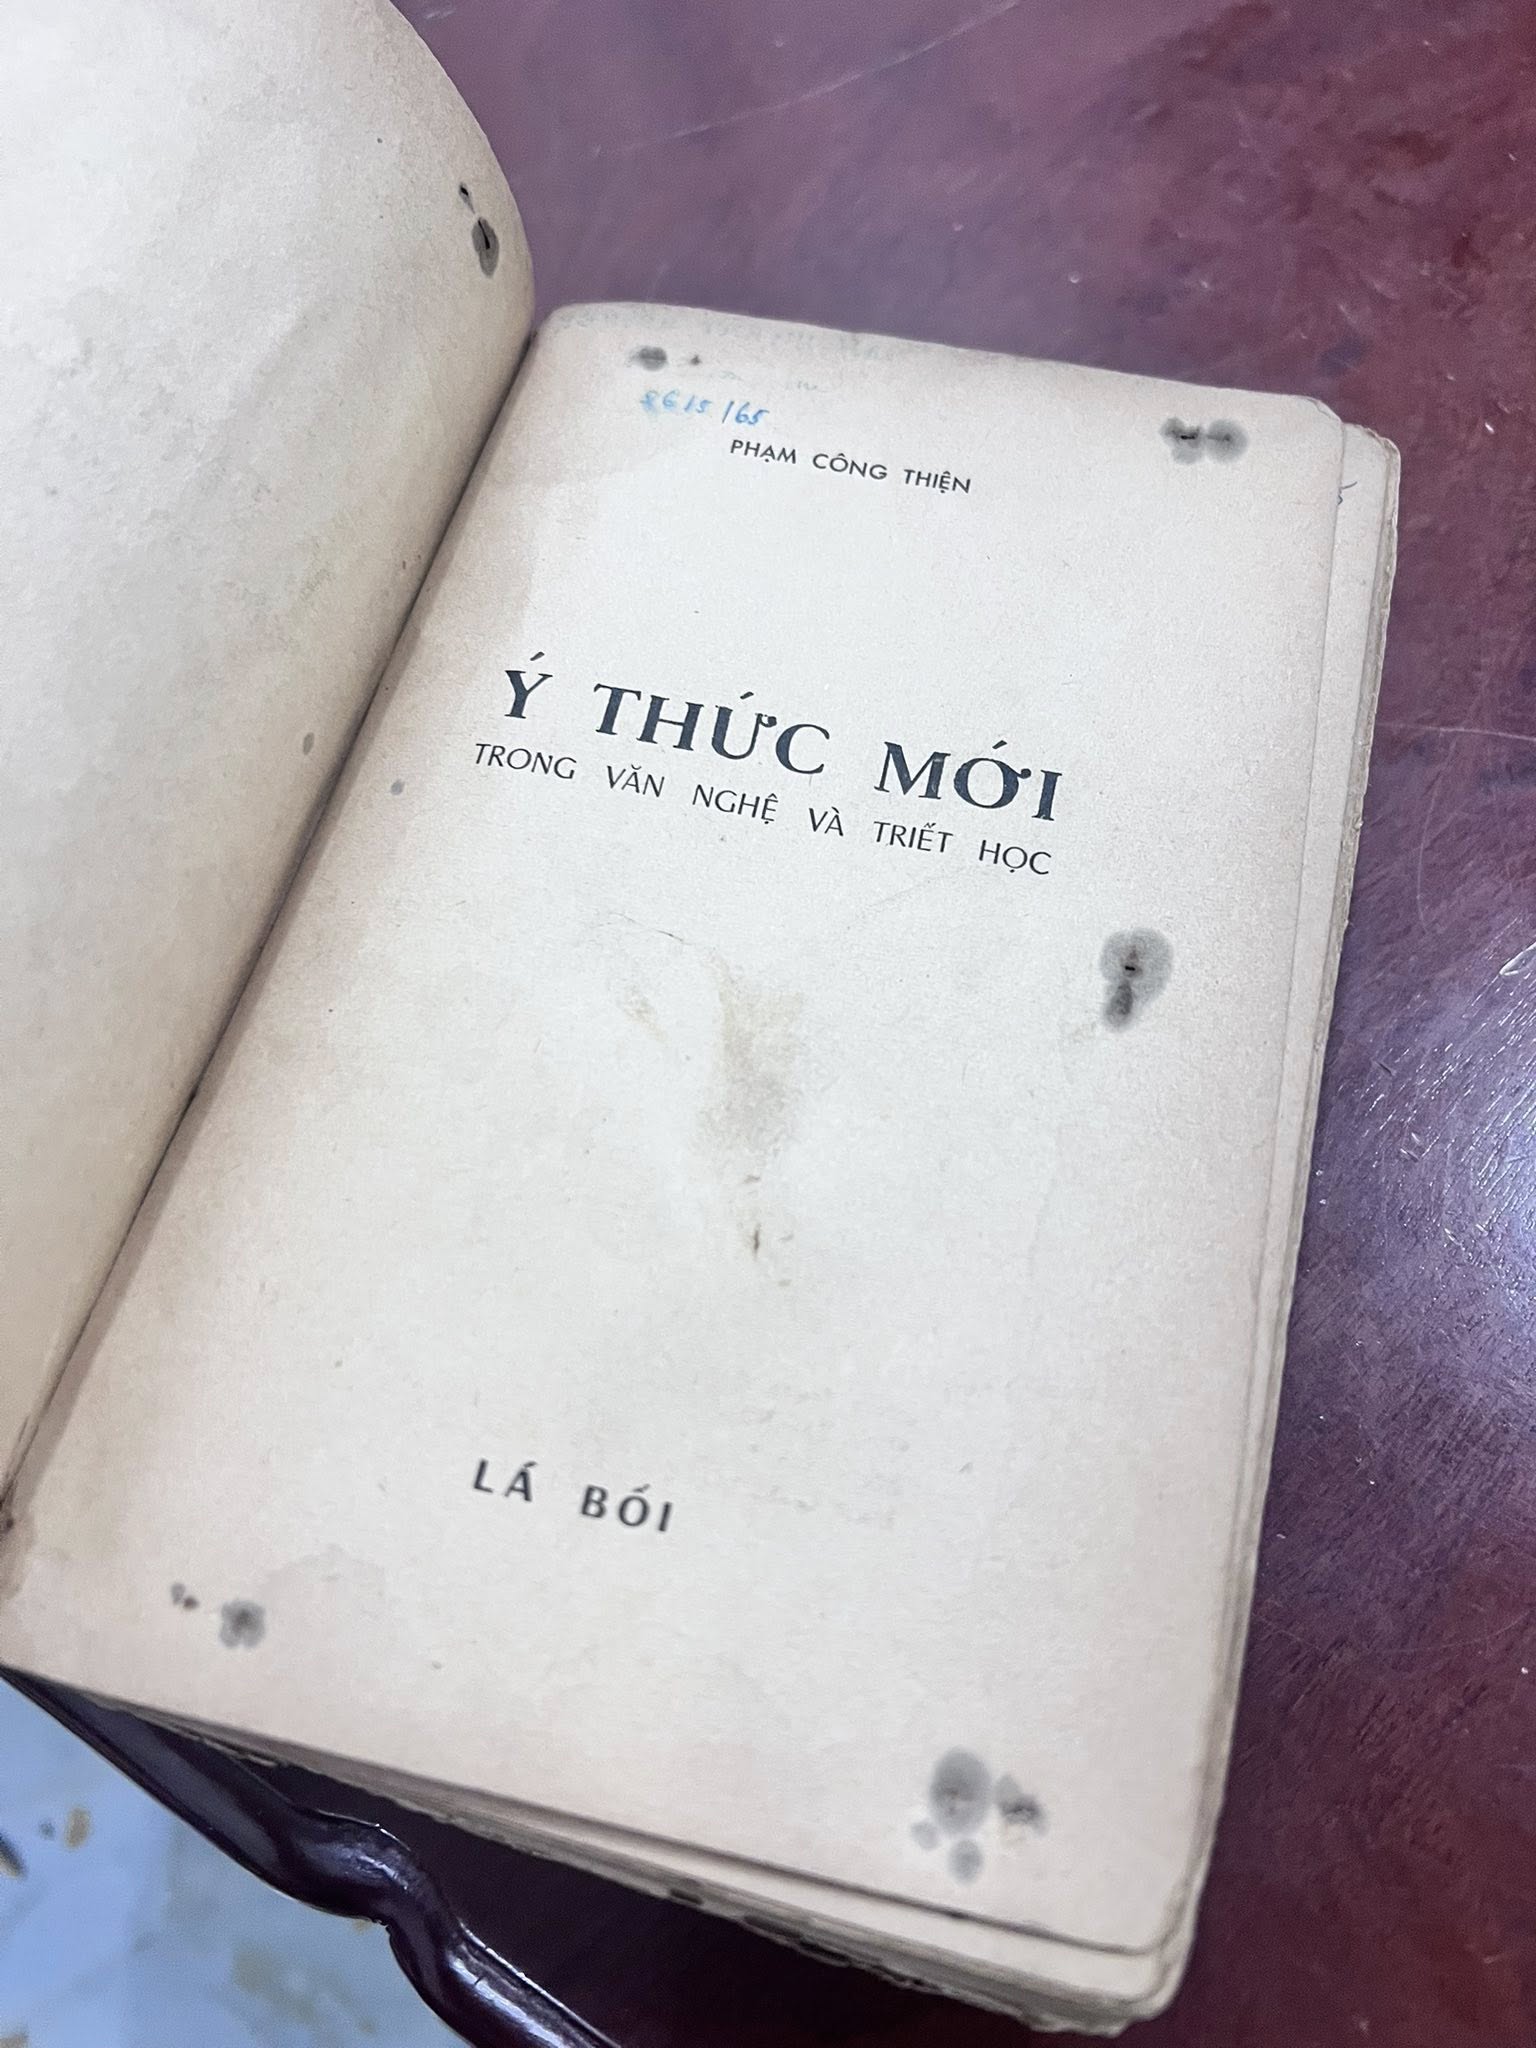 8615/65
PHẠM CÔNG THIỆN
Ý THỨC MỚI
TRONG VĂN NGHỆ VÀ TRIẾT HỌC
LÁ BỐI